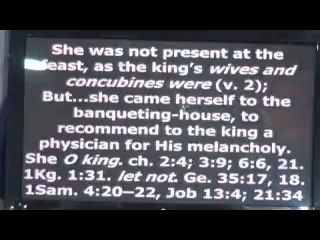 She was not present at the
feast, as the king's wives and
concubines were (v. 2);
But...she came herself to the
banqueting-house, to
recommend to the king a
physician for His melancholy.
She O king. ch. 2:4; 3:9; 6:6, 21.
1Kg. 1:31. let not. Ge. 35:17, 18.
1Sam. 4:20—22, Job 13:4; 21:34